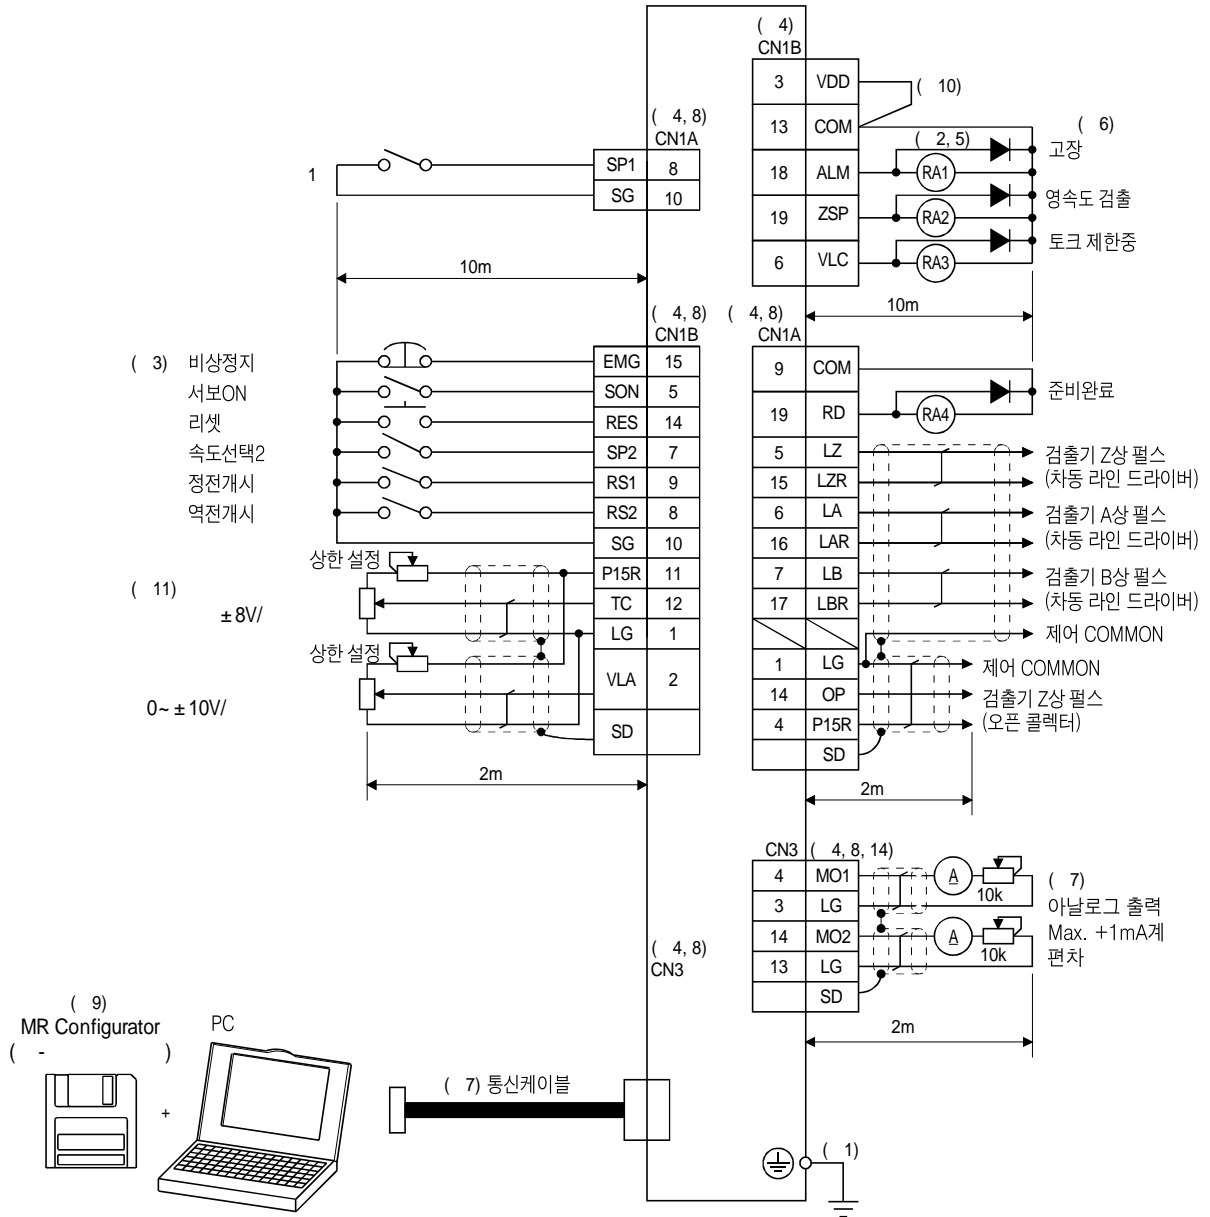 ( 4)
CN1B
3 VDD
( 10)
13 COM
( 6)
( 2, 5)
고장
18 ALM RA1
영속도 검출
19 ZSP RA2
토크 제한중
6 VLC RA3
10m
( 4, 8)
CN1A
1
SP1 8
SG 10
10m
( 4, 8)
CN1B
( 3) 비상정지 EMG 15
서보ON SON 5
리셋 RES 14
속도선택2 SP2 7
정전개시 RS1 9
역전개시 RS2 8
SG 10
상한 설정
P15R 11
( 11)
TC 12
± 8V/
LG 1
상한 설정
VLA 2
0~ ± 10V/
SD
2m
( 4, 8)
CN1A
9 COM
준비완료
19 RD RA4
5 LZ 검출기 Z상 펄스
15 LZR (차동 라인 드라이버)
6 LA 검출기 A상 펄스
16 LAR (차동 라인 드라이버)
7 LB 검출기 B상 펄스
17 LBR (차동 라인 드라이버)
제어 COMMON
1 LG 제어 COMMON
14 OP 검출기 Z상 펄스
4 P15R (오픈 콜렉터)
SD
2m
CN3 ( 4, 8, 14)
4 MO1 A 10k
( 7)
3 LG
아날로그 출력
14 MO2 A 10k
Max. +1mA계
13 LG
편차
SD
2m
( 4, 8)
CN3
( 9)
MR Configurator
( - )
PC
+
( 7) 통신케이블
( 1)